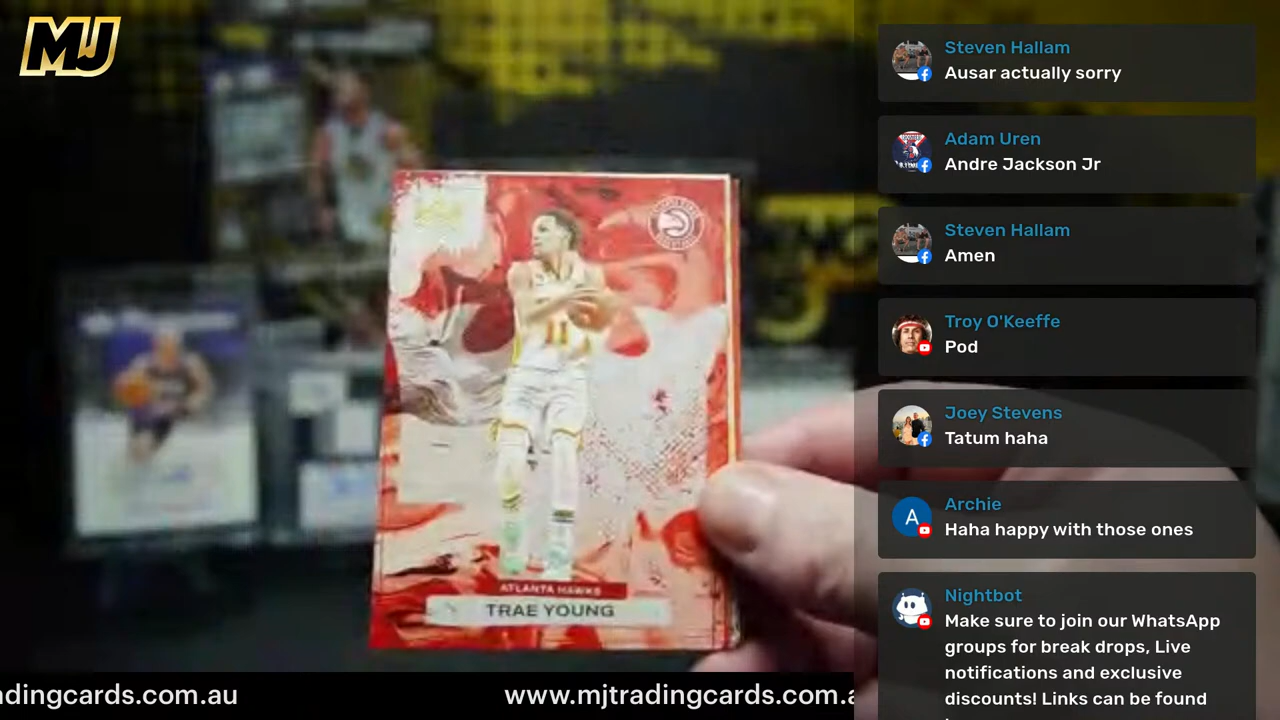 MJ
ATLANTA HAWKS
TRAE YOUNG
11
Steven Hallam
Ausar actually sorry
Adam Uren
Andre Jackson Jr
Steven Hallam
Amen
Troy O'Keeffe
Pod
Joey Stevens
Tatum haha
A
Archie
Haha happy with those ones
Nightbot
Make sure to join our WhatsApp
groups for break drops, Live
notifications and exclusive
discounts! Links can be found
adingcards.com.au
www.mjtradingcards.com.a